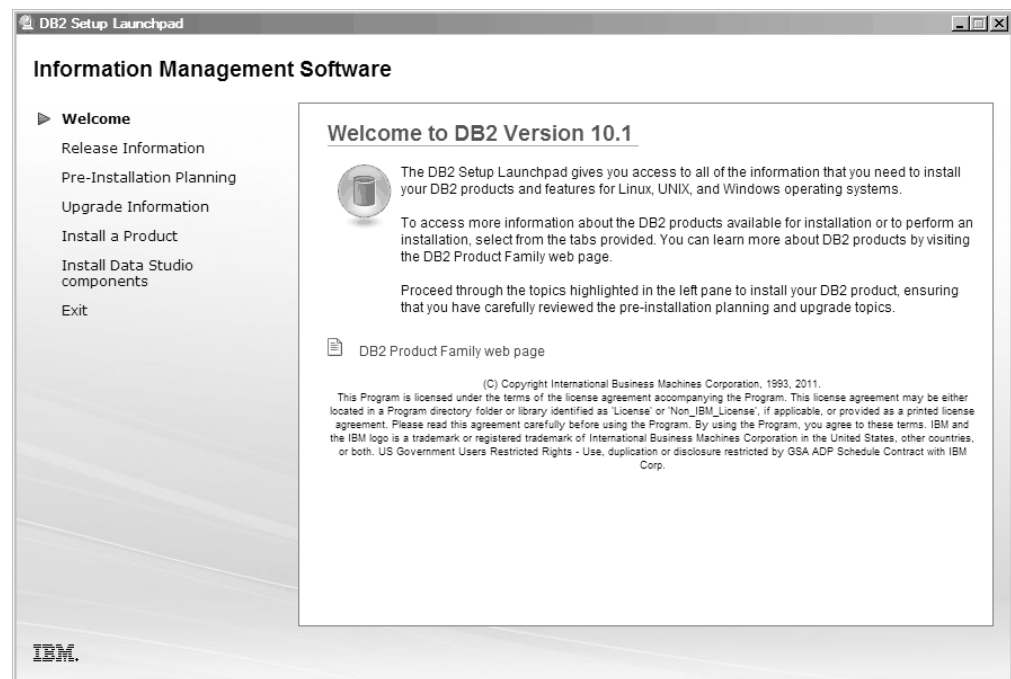 DB2 Setup Launchpad
Information Management Software
Welcome
Release Information
Pre-Installation Planning
Upgrade Information
Install a Product
Install Data Studio
components
Exit
Welcome to DB2 Version 10.1
The DB2 Setup Launchpad gives you access to all of the information that you need to install
your DB2 products and features for Linux, UNIX, and Windows operating systems.
To access more information about the DB2 products available for installation or to perform an
installation, select from the tabs provided. You can learn more about DB2 products by visiting
the DB2 Product Family web page.
Proceed through the topics highlighted in the left pane to install your DB2 product, ensuring
that you have carefully reviewed the pre-installation planning and upgrade topics.
DB2 Product Family web page
(C) Copyright International Business Machines Corporation, 1993, 2011.
This Program is licensed under the terms of the license agreement accompanying the Program. This license agreement may be either
located in a Program directory folder or library identified as 'License' or 'Non_IBM_License', if applicable, or provided as a printed license
agreement. Please read this agreement carefully before using the Program. By using the Program, you agree to these terms. IBM and
the IBM logo is a trademark or registered trademark of International Business Machines Corporation in the United States, other countries,
or both. US Government Users Restricted Rights - Use, duplication or disclosure restricted by GSA ADP Schedule Contract with IBM
Corp.
IBM.